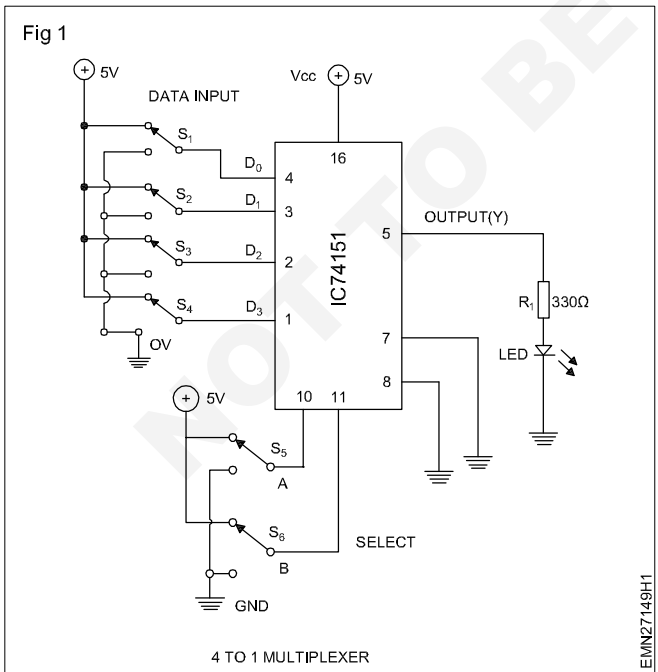 Fig 1
5V
Vcc 5V
DATA INPUT
S1
D0
4
16
S2
D1
3
OUTPUT(Y)
5
S3
D2
2
IC74151
S4
D3
1
R1 330Ω
7
LED
OV
8
5V
10 11
S5
A
S6
B
SELECT
GND
4 TO 1 MULTIPLEXER
EMN27149H1
NOT TO BE